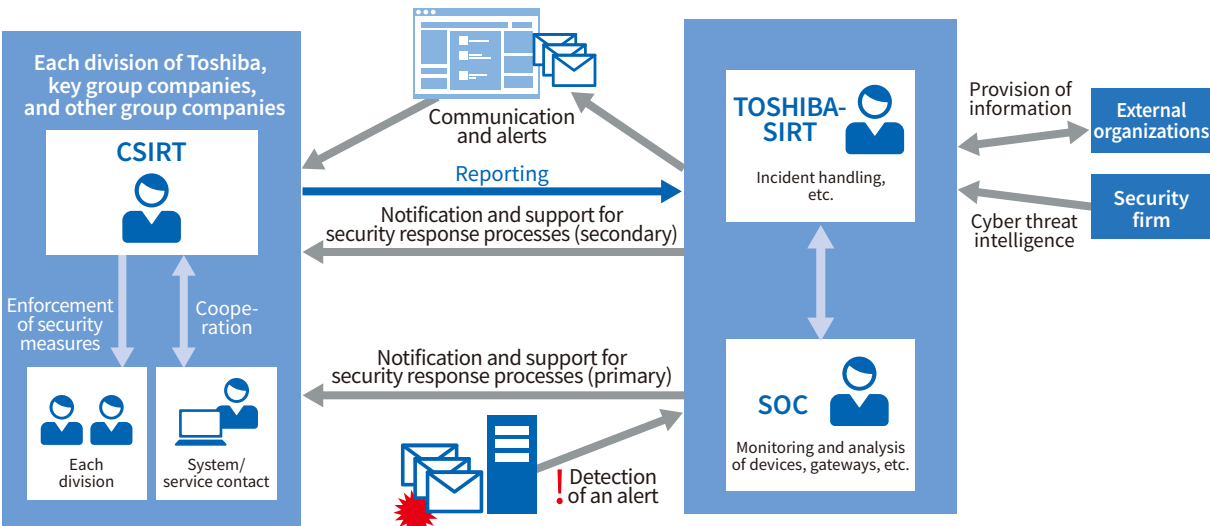 Each division of Toshiba,
key group companies,
and other group companies
CSIRT
Enforcement
of security
measures
Coope-
ration
Each
division
System/
service contact
Communication
and alerts
Reporting
Notification and support for
security response processes (secondary)
Notification and support for
security response processes (primary)
!
Detection
of an alert
TOSHIBA-
SIRT
Incident handling,
etc.
SOC
Monitoring and analysis
of devices, gateways, etc.
Provision of
information
External
organizations
Security
firm
Cyber threat
intelligence